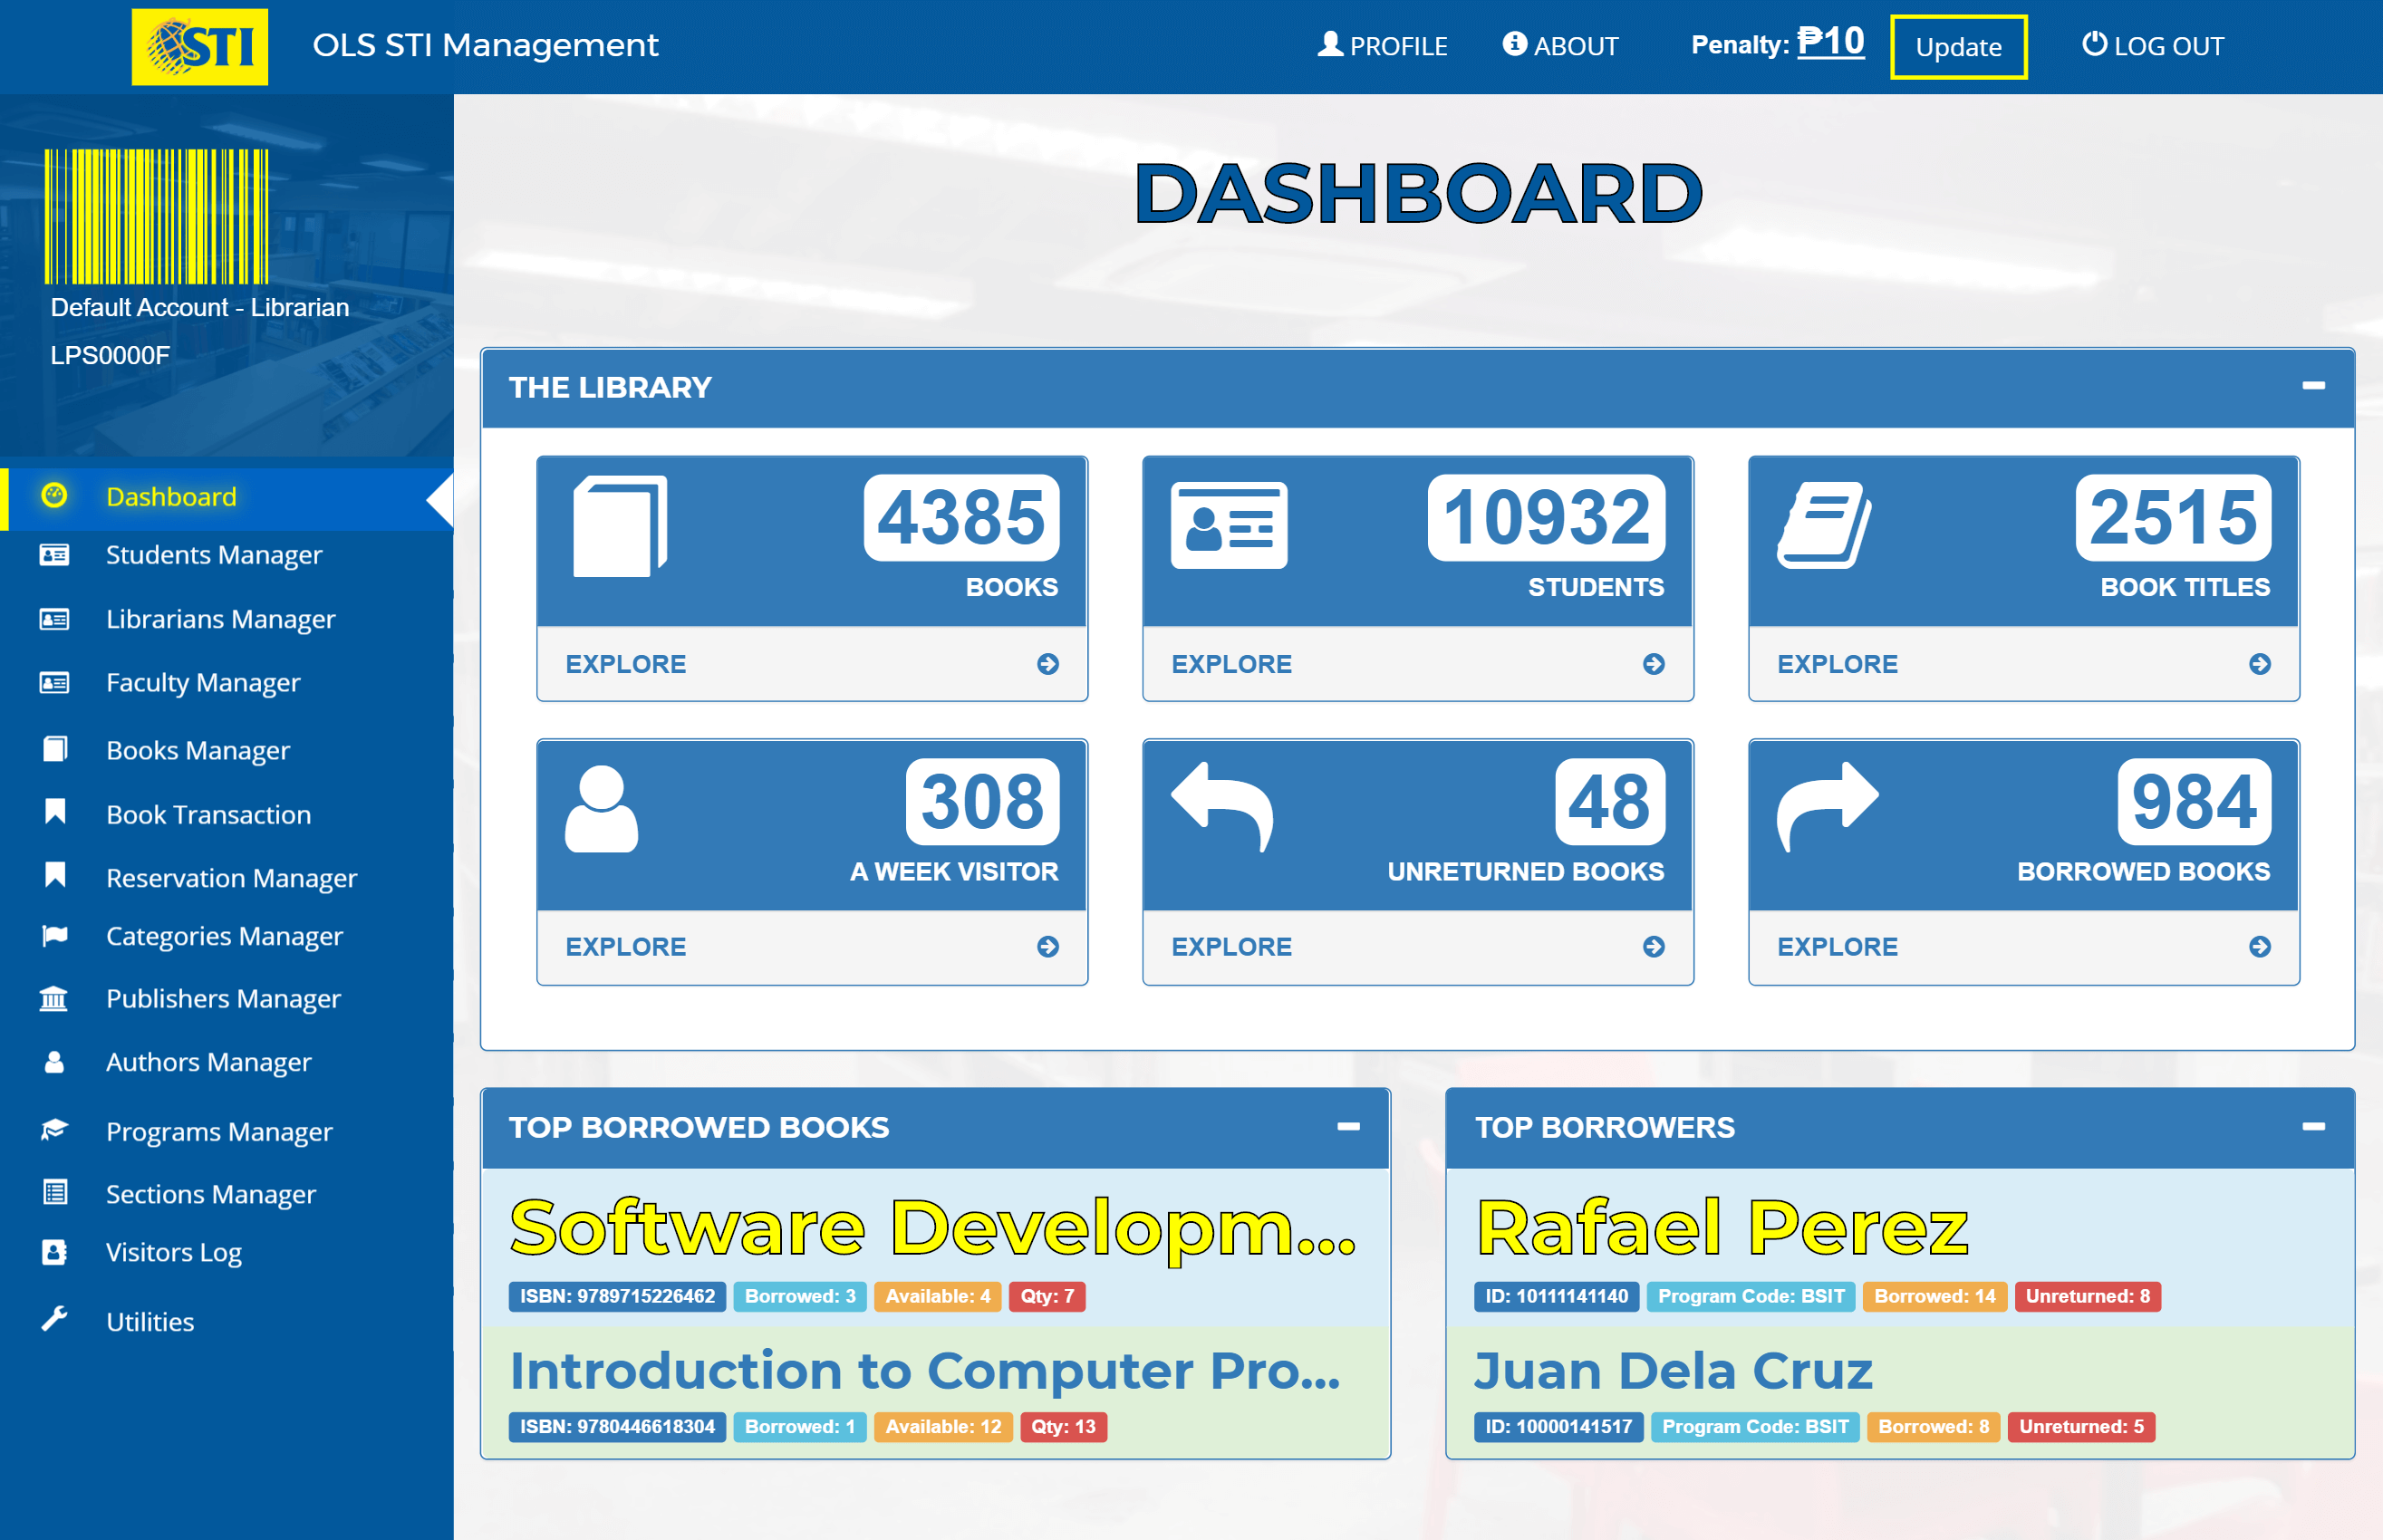 STI
OLS STI Management
PROFILE
ABOUT
Penalty: ₱10
Update
LOG OUT
Default Account - Librarian
LPS0000F
Dashboard
Students Manager
Librarians Manager
Faculty Manager
Books Manager
Book Transaction
Reservation Manager
Categories Manager
Publishers Manager
Authors Manager
Programs Manager
Sections Manager
Visitors Log
Utilities
DASHBOARD
THE LIBRARY
4385
BOOKS
EXPLORE
10932
STUDENTS
EXPLORE
2515
BOOK TITLES
EXPLORE
308
A WEEK VISITOR
EXPLORE
48
UNRETURNED BOOKS
EXPLORE
984
BORROWED BOOKS
EXPLORE
TOP BORROWED BOOKS
Software Developm...
ISBN: 9789715226462 Borrowed: 3 Available: 4 Qty: 7
Introduction to Computer Pro...
ISBN: 9780446618304 Borrowed: 1 Available: 12 Qty: 13
TOP BORROWERS
Rafael Perez
ID: 10111141140 Program Code: BSIT Borrowed: 14 Unreturned: 8
Juan Dela Cruz
ID: 10000141517 Program Code: BSIT Borrowed: 8 Unreturned: 5